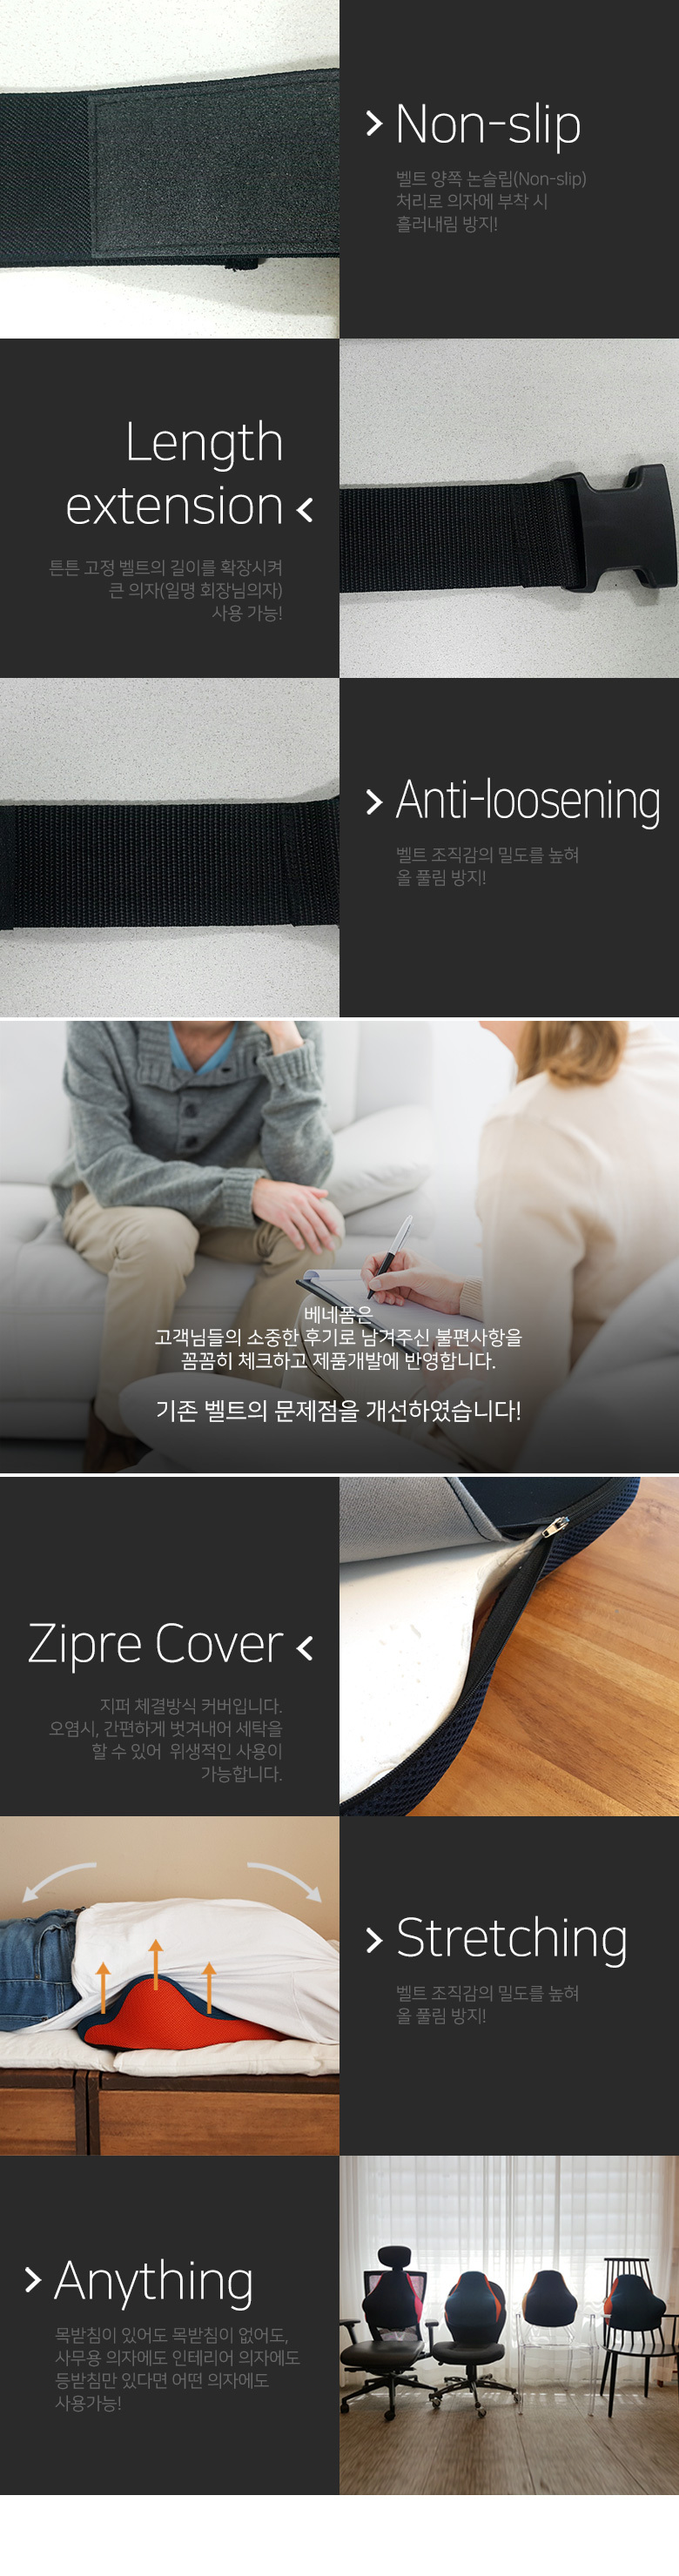 Non-slip
벨트 양쪽 논슬립(Non-slip)
처리로 의자에 부착 시
흘러내림 방지!
Length
extension
튼튼 고정 벨트의 길이를 확장시켜
큰 의자(일명 회장님의자)
사용 가능!
Anti-loosening
벨트 조직감의 밀도를 높혀
올 풀림 방지!
베네폼은
고객님들의 소중한 후기로 남겨주신 불편사항을
꼼꼼히 체크하고 제품개발에 반영합니다.
기존 벨트의 문제점을 개선하였습니다!
Zipre Cover
지퍼 체결방식 커버입니다.
오염시, 간편하게 벗겨내어 세탁을
할 수 있어 위생적인 사용이
가능합니다.
Stretching
벨트 조직감의 밀도를 높혀
올 풀림 방지!
Anything
목받침이 있어도 목받침이 없어도,
사무용 의자에도 인테리어 의자에도
등받침만 있다면 어떤 의자에도
사용가능!